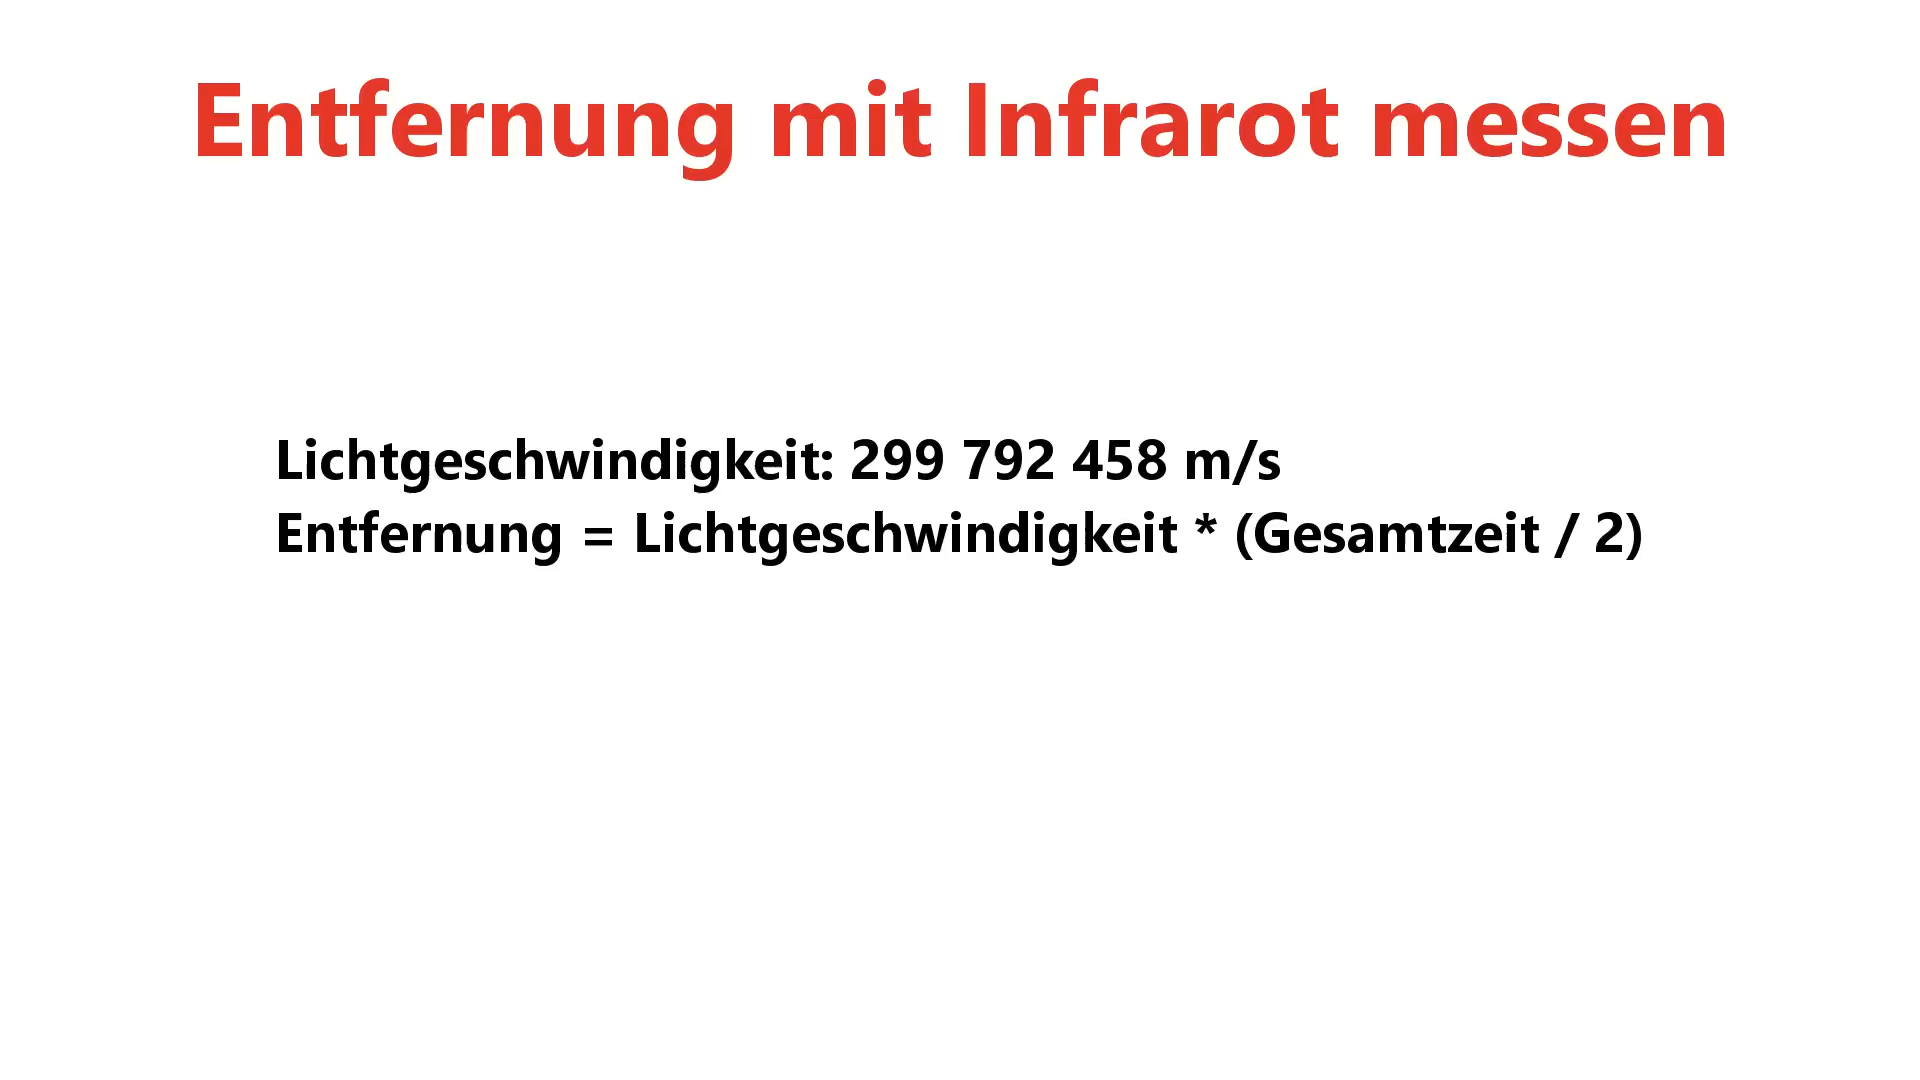 Entfernung mit Infrarot messen
Lichtgeschwindigkeit: 299 792 458 m/s
Entfernung = Lichtgeschwindigkeit * (Gesamtzeit / 2)